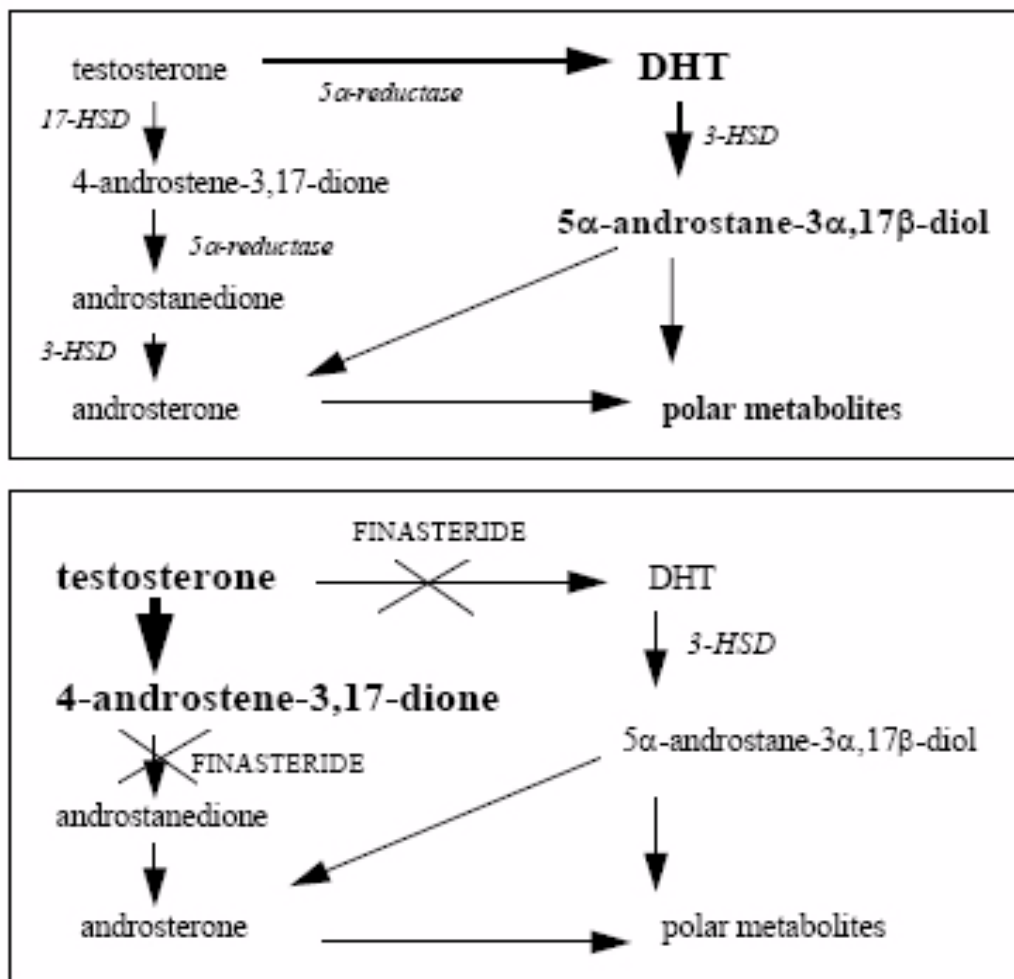 testosterone
DHT
5α-reductase
17-HSD
3-HSD
4-androstene-3,17-dione
5α-androstane-3α,17β-diol
5α-reductase
androstanedione
3-HSD
androsterone
polar metabolites
FINASTERIDE
testosterone
DHT
3-HSD
4-androstene-3,17-dione
5α-androstane-3α,17β-diol
FINASTERIDE
androstanedione
androsterone
polar metabolites